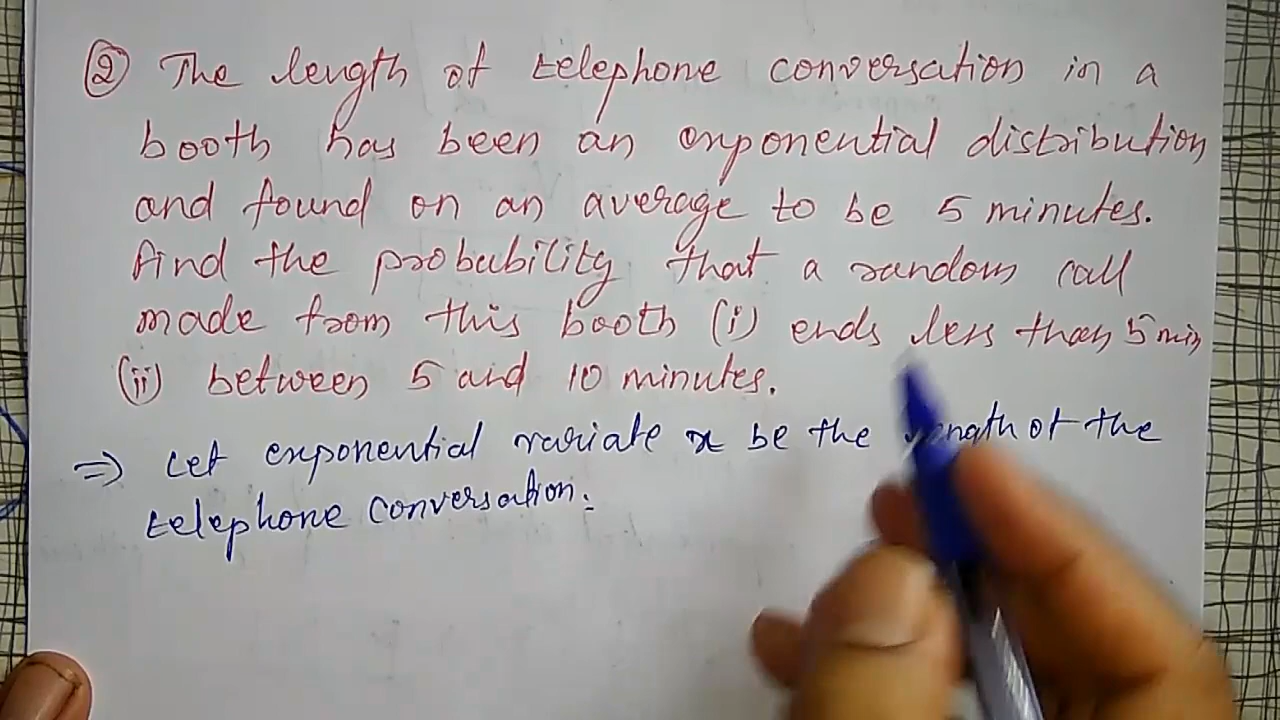 ② The length of telephone conversation in a
booth has been an exponential distribution
and found on an average to be 5 minutes.
Find the probability that a random call
made from this booth (i) ends less than 5 min
(ii) between 5 and 10 minutes.
⇒ Let exponential variate x be the length of the
telephone conversation.